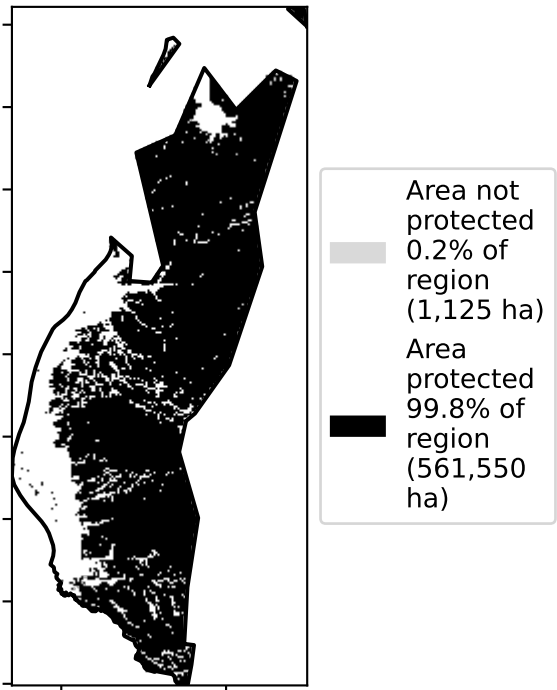 Area not
protected
0.2% of
region
(1,125 ha)
Area
protected
99.8% of
region
(561,550
ha)